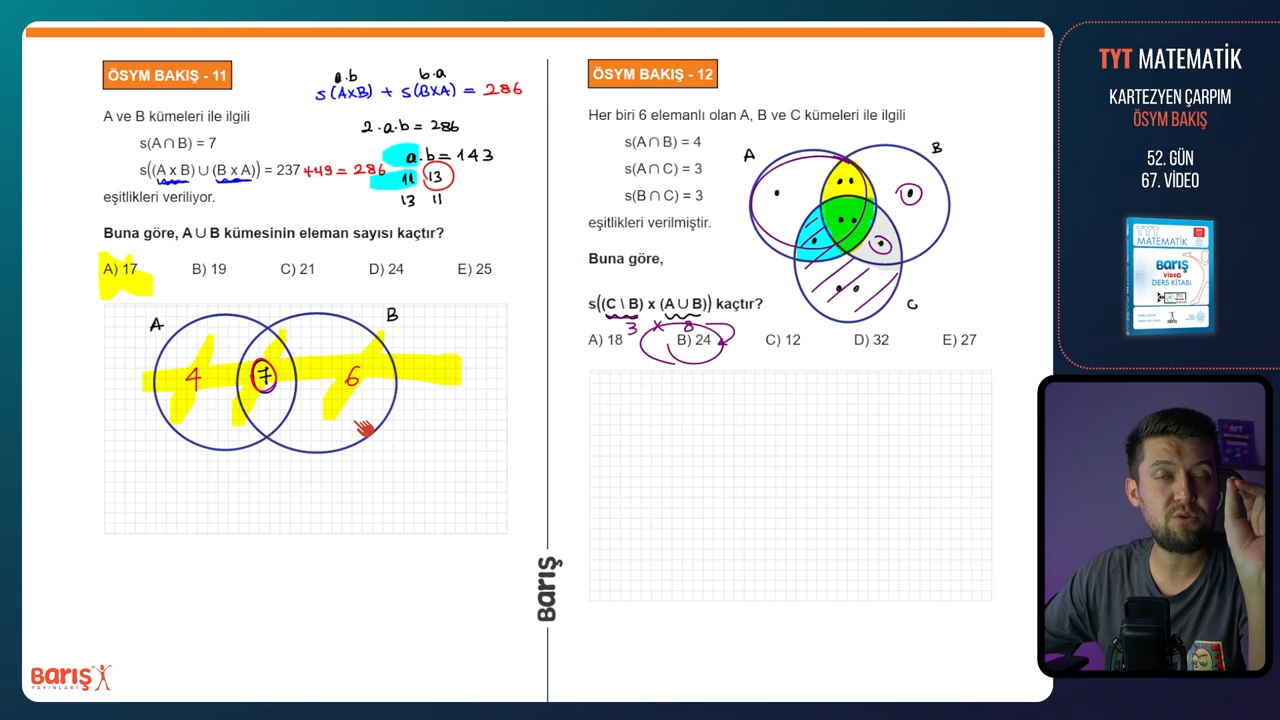 ÖSYM BAKIŞ - 11
a.b b.a
s(AxB) + s(BxA) = 286
A ve B kümeleri ile ilgili
s(A∩B) = 7
s((A x B) ∪ (B x A)) = 237 +49 = 286
eşitlikleri veriliyor.
2.a.b = 286
a.b = 143
11 13
13 11
Buna göre, A ∪ B kümesinin eleman sayısı kaçtır?
A) 17 B) 19 C) 21 D) 24 E) 25
A B
4 7 6
ÖSYM BAKIŞ - 12
Her biri 6 elemanlı olan A, B ve C kümeleri ile ilgili
s(A∩B) = 4
s(A∩C) = 3
s(B∩C) = 3
eşitlikleri verilmiştir.
Buna göre,
s((C \ B) x (A ∪ B)) kaçtır?
3 x 8
A) 18 B) 24 C) 12 D) 32 E) 27
A B
C
BARIŞ
BARIŞ
YAYINLARI
TYT MATEMATİK
KARTEZYEN ÇARPIM
ÖSYM BAKIŞ
52. GÜN
67. VİDEO
TYT
MATEMATİK
BARIŞ
VİDEO
DERS KİTABI